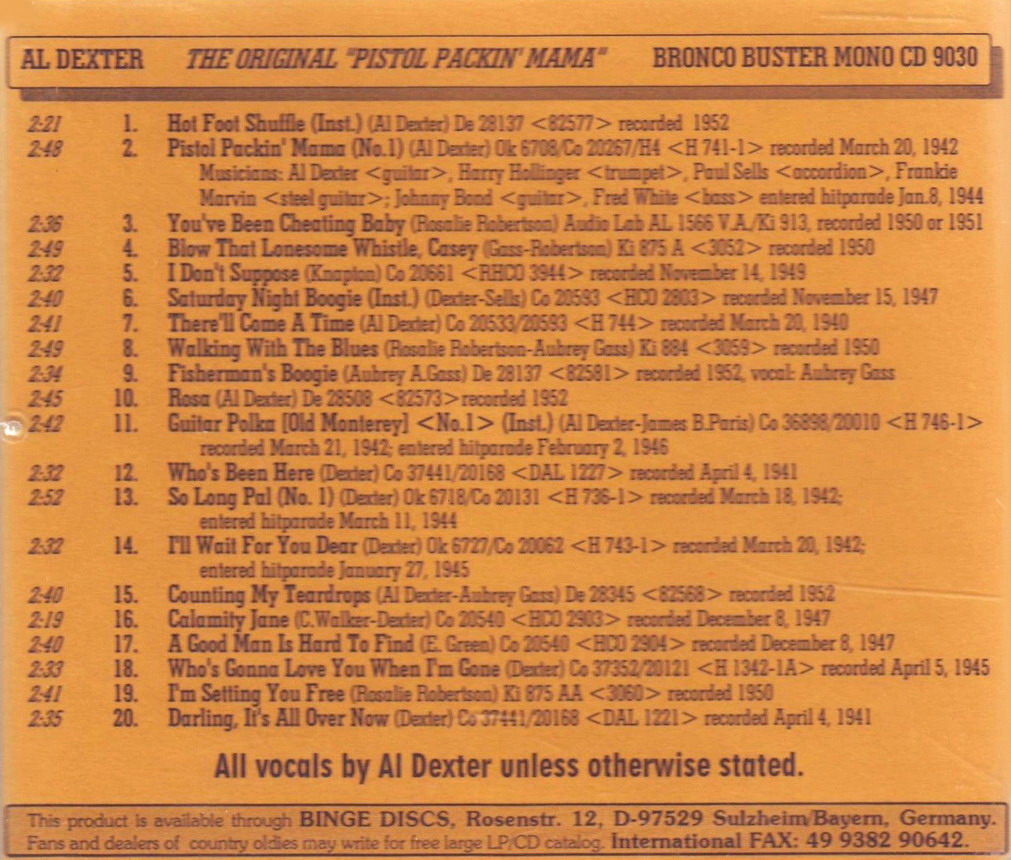 AL DEXTER THE ORIGINAL "PISTOL PACKIN' MAMA" BRONCO BUSTER MONO CD 9030
2:21 1. Hot Foot Shuffle (Inst.) (Al Dexter) De 28137 <82577> recorded 1952
2:48 2. Pistol Packin' Mama (No.1) (Al Dexter) Ok 6708/Co 20267/H4 <H 741-1> recorded March 20, 1942
Musicians: Al Dexter <guitar>, Harry Hollinger <trumpet>, Paul Sells <accordion>, Frankie
Marvin <steel guitar>; Johnny Bond <guitar>, Fred White <bass> entered hitparade Jan.8, 1944
2:36 3. You've Been Cheating Baby (Rosalie Robertson) Audio Lab AL 1566 V.A./Ki 913, recorded 1950 or 1951
2:49 4. Blow That Lonesome Whistle, Casey (Gass-Robertson) Ki 875 A <3052> recorded 1950
2:32 5. I Don't Suppose (Knapton) Co 20661 <RHCO 3944> recorded November 14, 1949
2:40 6. Saturday Night Boogie (Inst.) (Dexter-Sells) Co 20593 <HCO 2803> recorded November 15, 1947
2:41 7. There'll Come A Time (Al Dexter) Co 20533/20593 <H 744> recorded March 20, 1940
2:49 8. Walking With The Blues (Rosalie Robertson-Aubrey Gass) Ki 884 <3059> recorded 1950
2:34 9. Fisherman's Boogie (Aubrey A.Gass) De 28137 <82581> recorded 1952, vocal: Aubrey Gass
2:45 10. Rosa (Al Dexter) De 28508 <82573>recorded 1952
2:42 11. Guitar Polka [Old Monterey] <No.1> (Inst.) (Al Dexter-James B.Paris) Co 36898/20010 <H 746-1>
recorded March 21, 1942; entered hitparade February 2, 1946
2:32 12. Who's Been Here (Dexter) Co 37441/20168 <DAL 1227> recorded April 4, 1941
2:52 13. So Long Pal (No. 1) (Dexter) Ok 6718/Co 20131 <H 736-1> recorded March 18, 1942;
entered hitparade March 11, 1944
2:32 14. I'll Wait For You Dear (Dexter) Ok 6727/Co 20062 <H 743-1> recorded March 20, 1942;
entered hitparade January 27, 1945
2:40 15. Counting My Teardrops (Al Dexter-Aubrey Gass) De 28345 <82568> recorded 1952
2:19 16. Calamity Jane (C.Walker-Dexter) Co 20540 <HCO 2903> recorded December 8, 1947
2:40 17. A Good Man Is Hard To Find (E. Green) Co 20540 <HCO 2904> recorded December 8, 1947
2:33 18. Who's Gonna Love You When I'm Gone (Dexter) Co 37352/20121 <H 1342-1A> recorded April 5, 1945
2:41 19. I'm Setting You Free (Rosalie Robertson) Ki 875 AA <3060> recorded 1950
2:35 20. Darling, It's All Over Now (Dexter) Co 37441/20168 <DAL 1221> recorded April 4, 1941
All vocals by Al Dexter unless otherwise stated.
This product is available through BINGE DISCS, Rosenstr. 12, D-97529 Sulzheim/Bayern, Germany.
Fans and dealers of country oldies may write for free large LP/CD catalog. International FAX: 49 9382 90642.